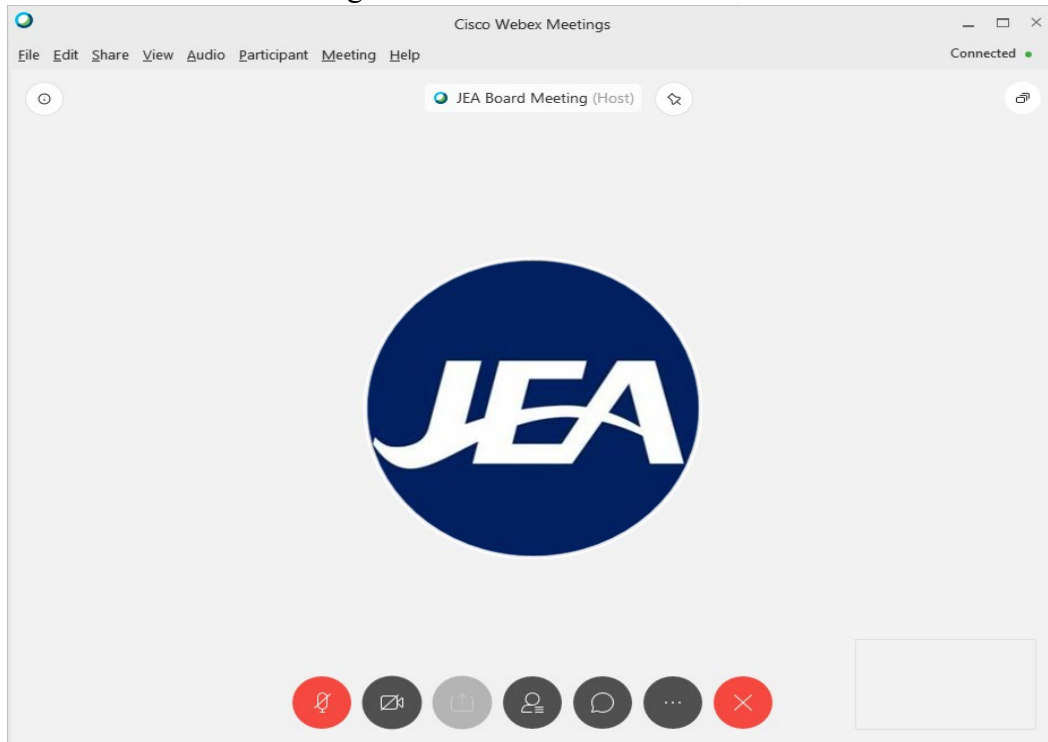 Cisco Webex Meetings
File Edit Share View Audio Participant Meeting Help
Connected
JEA Board Meeting (Host)
JEA